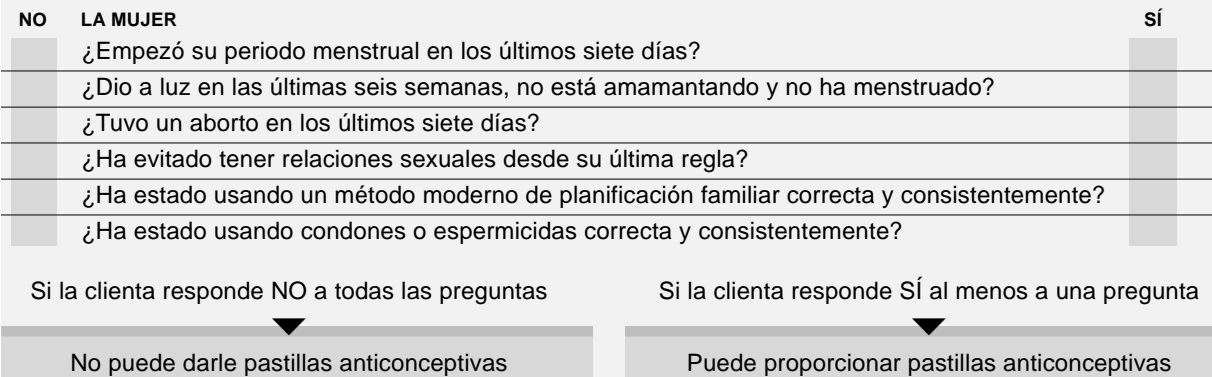 NO LA MUJER SÍ
¿Empezó su periodo menstrual en los últimos siete días?
¿Dio a luz en las últimas seis semanas, no está amamantando y no ha menstruado?
¿Tuvo un aborto en los últimos siete días?
¿Ha evitado tener relaciones sexuales desde su última regla?
¿Ha estado usando un método moderno de planificación familiar correcta y consistentemente?
¿Ha estado usando condones o espermicidas correcta y consistentemente?
Si la clienta responde NO a todas las preguntas
No puede darle pastillas anticonceptivas
Si la clienta responde SÍ al menos a una pregunta
Puede proporcionar pastillas anticonceptivas